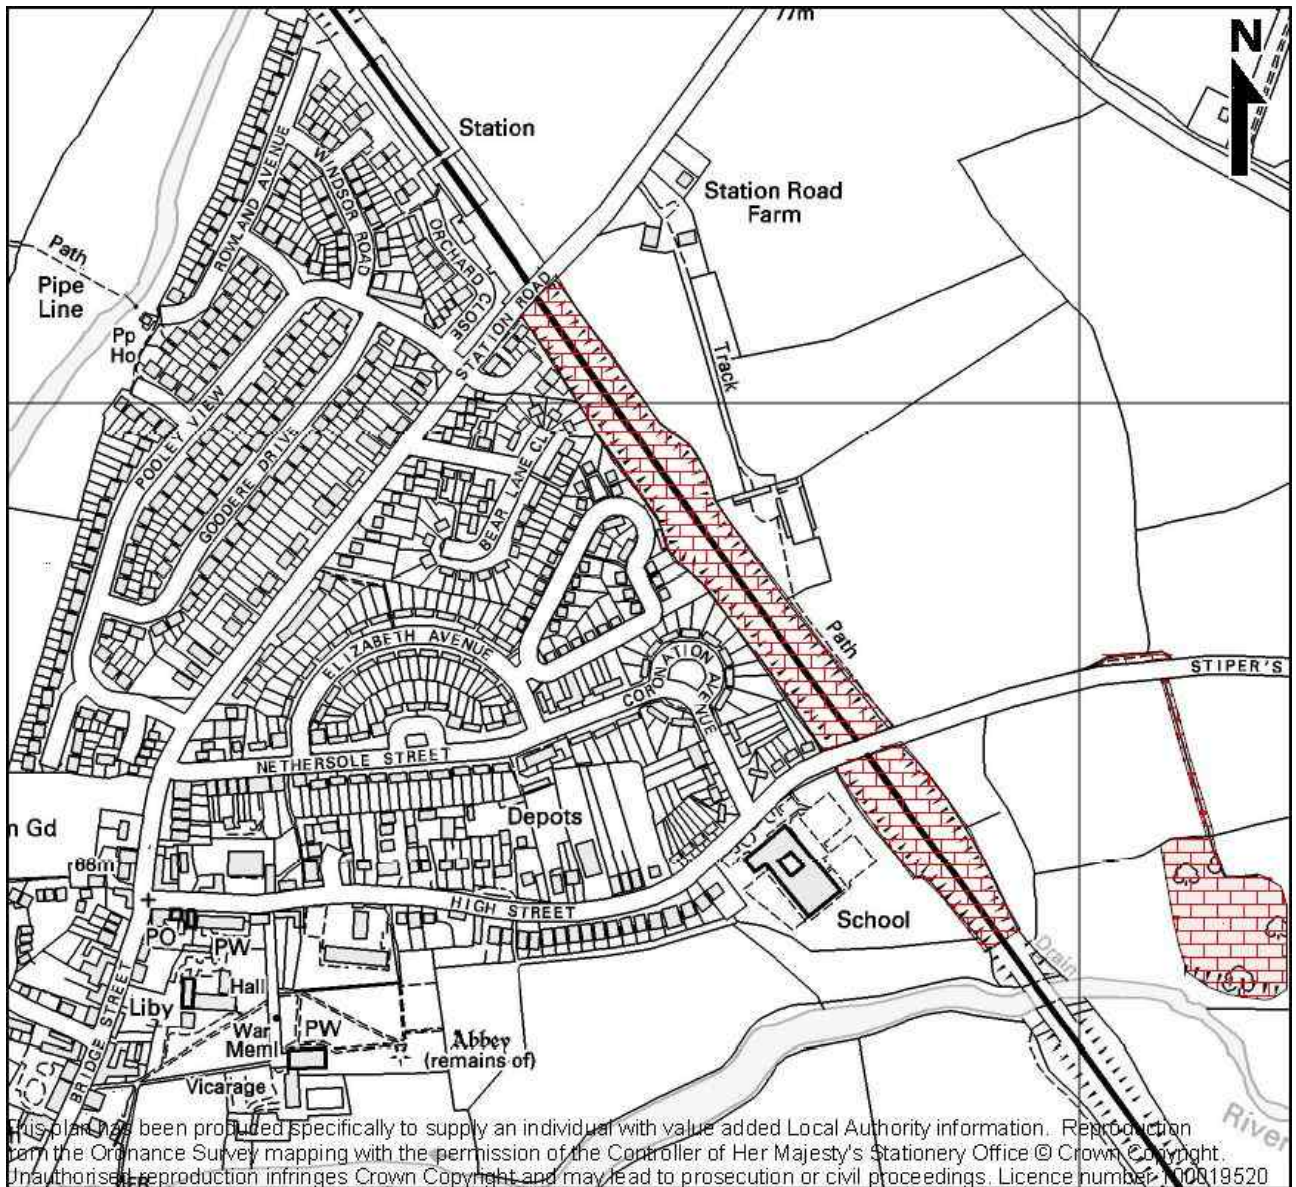 77m
N
Station
Station Road
Farm
ROWLAND AVENUE
WINDSOR ROAD
ORCHARD
CLOSE
STATION ROAD
Path
Pipe
Line
Pp
Ho
Track
POOLEY VIEW
GOODERE DRIVE
BEAR LANE CL
ELIZABETH AVENUE
CORONATION
AVENUE
Path
STIPER'S
NETHERSOLE STREET
Depots
n Gd
68m
HIGH STREET
School
PO
PW
Drain
Hall
Liby
BRIDGE STREET
War
Meml
PW
Abbey
(remains of)
Vicarage
River
This plan has been produced specifically to supply an individual with value added Local Authority information. Reproduction
from the Ordnance Survey mapping with the permission of the Controller of Her Majesty's Stationery Office © Crown Copyright.
Unauthorised reproduction infringes Crown Copyright and may lead to prosecution or civil proceedings. Licence number 100019520